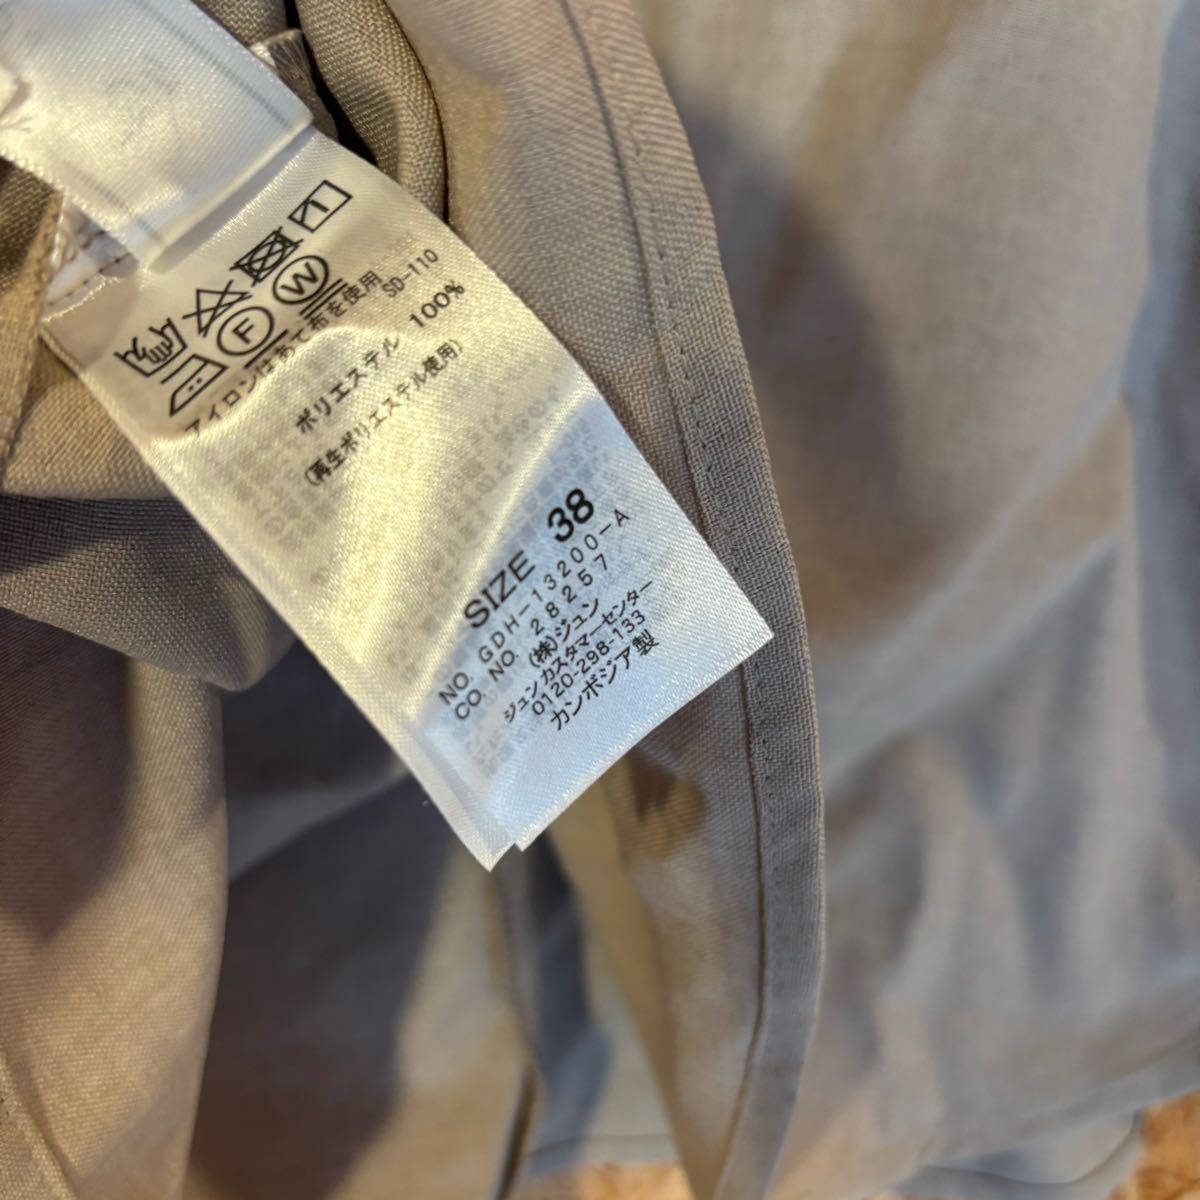 アイロンはあて布を使用
SD-110
ポリエステル 100%
(再生ポリエステル使用)
SIZE 38
NO. GDH-13200-A
CO. NO. 28257
(株)ジュン
ジュン カスタマーセンター
0120-298-133
カンボジア製
F
W